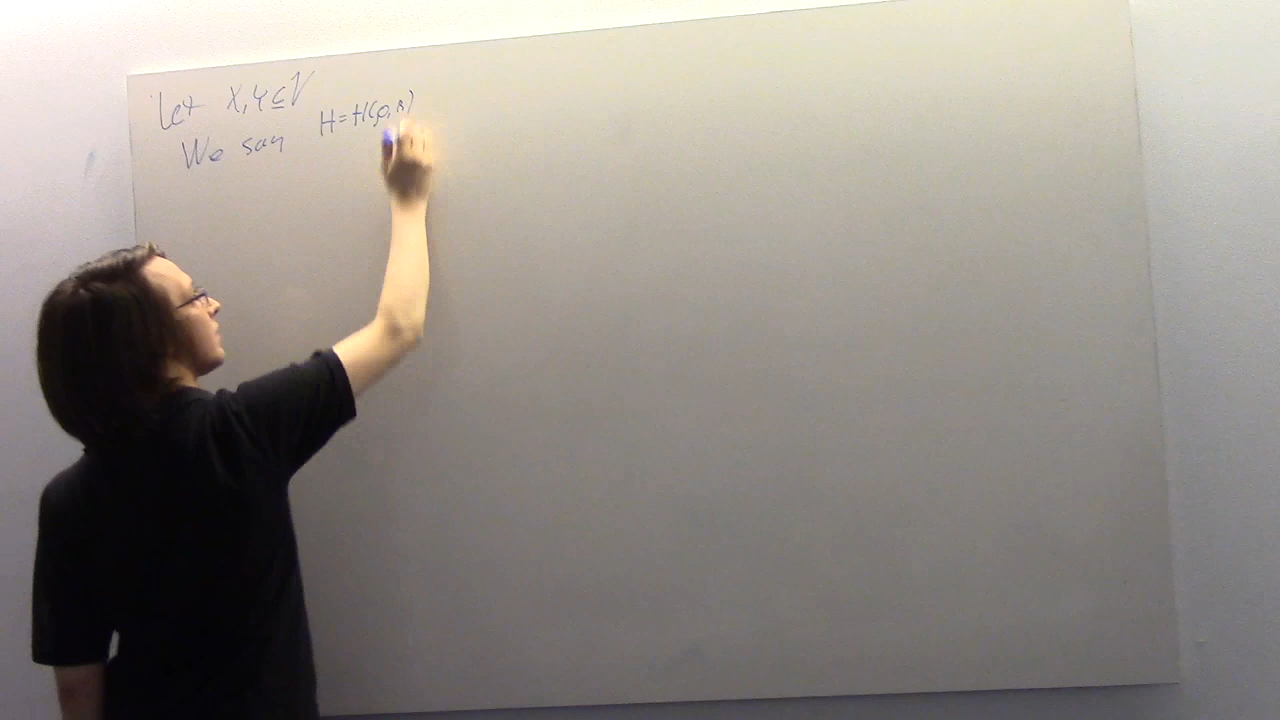 Let X, Y ⊆ V
We say H = H(ρ, α)